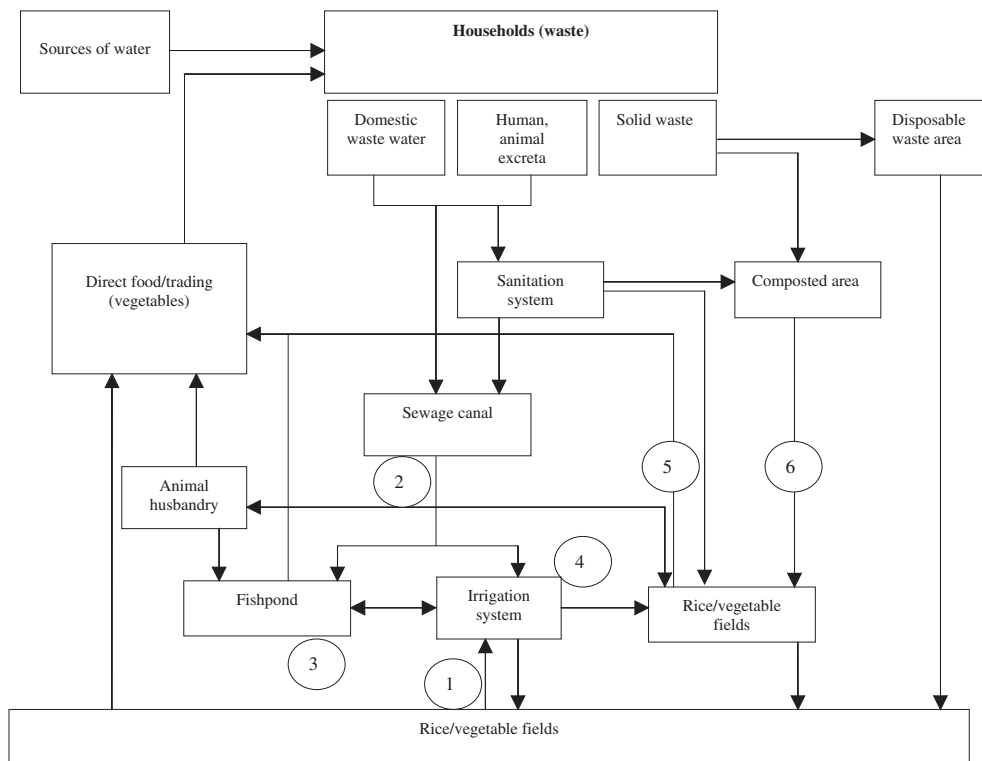 Households (waste)
Sources of water
Domestic
waste water
Human,
animal
excreta
Solid waste
Disposable
waste area
Direct food/trading
(vegetables)
Sanitation
system
Composted area
Sewage canal
2
5
6
Animal
husbandry
4
Fishpond
Irrigation
system
Rice/vegetable
fields
3
1
Rice/vegetable fields